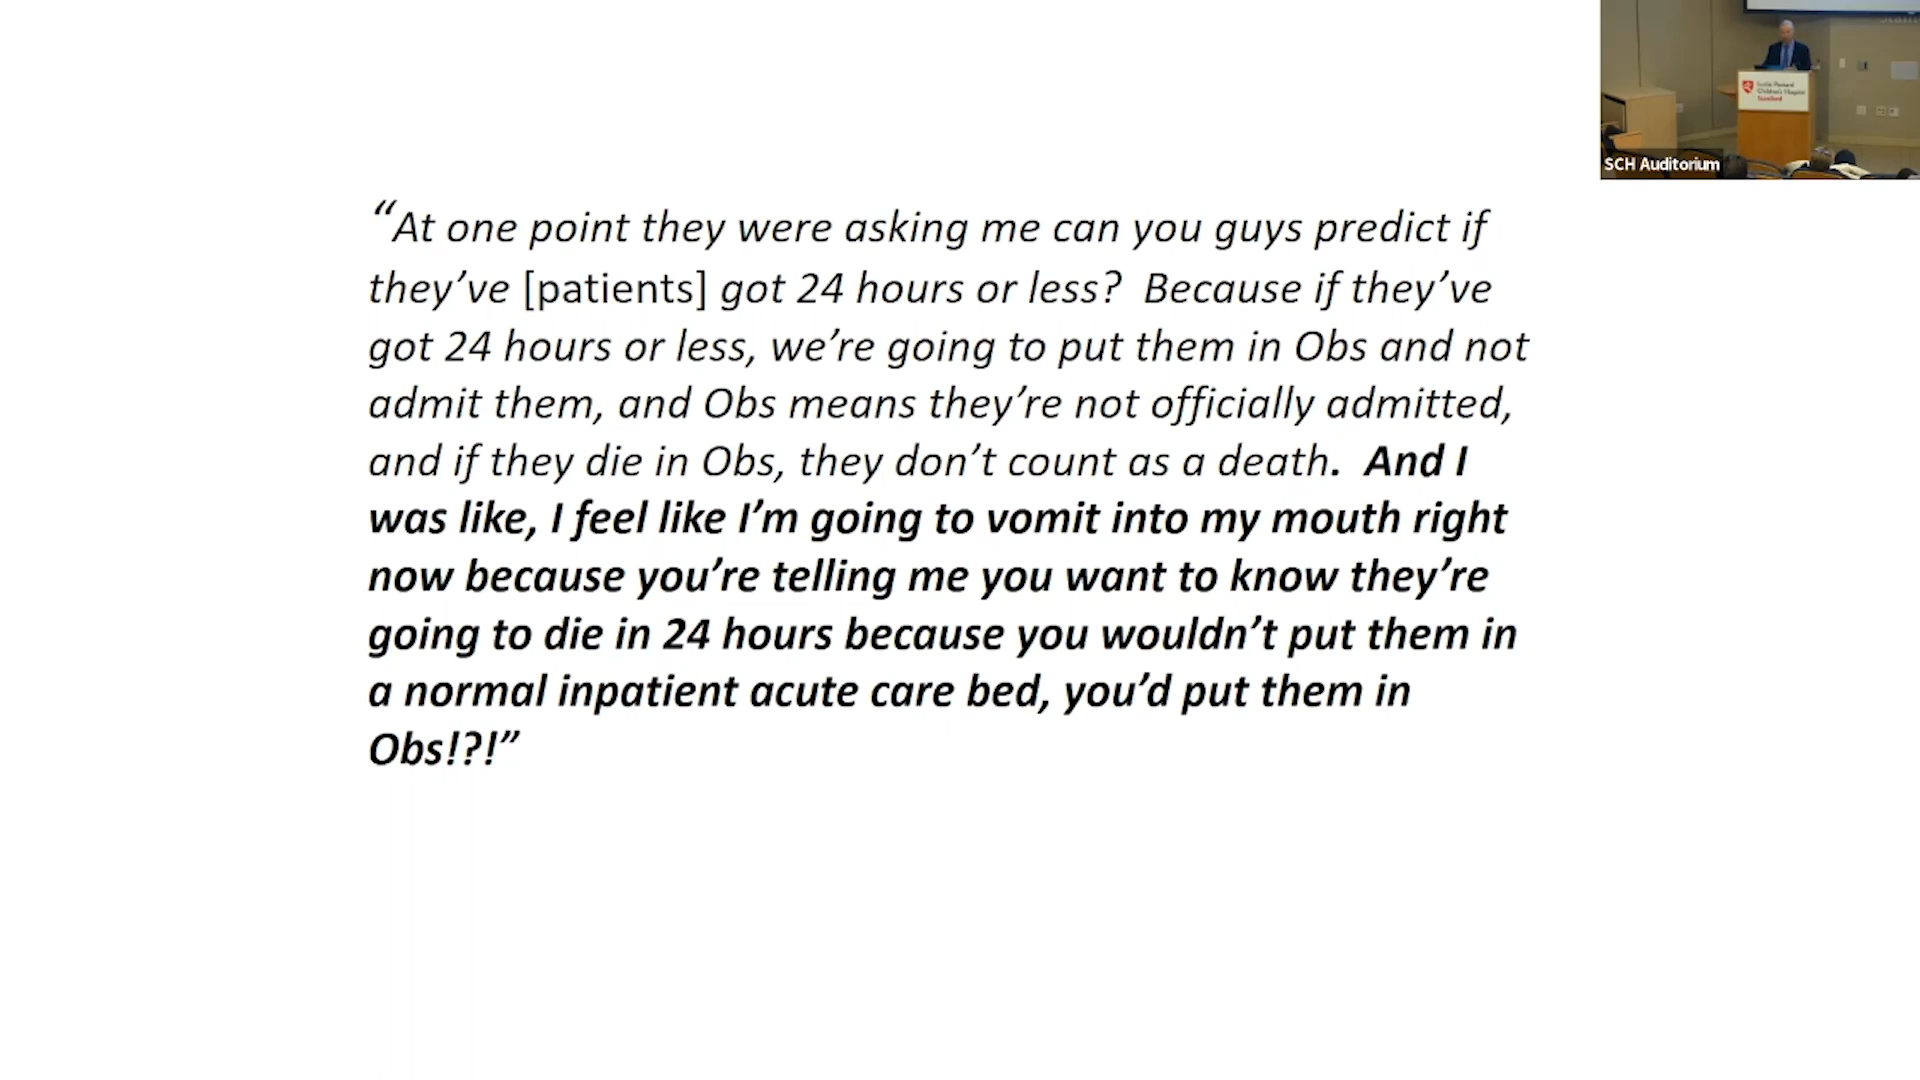 “At one point they were asking me can you guys predict if
they’ve [patients] got 24 hours or less?  Because if they’ve
got 24 hours or less, we’re going to put them in Obs and not
admit them, and Obs means they’re not officially admitted,
and if they die in Obs, they don’t count as a death.  And I
was like, I feel like I’m going to vomit into my mouth right
now because you’re telling me you want to know they’re
going to die in 24 hours because you wouldn’t put them in
a normal inpatient acute care bed, you’d put them in
Obs!?!”
Children's Hospital
Stanford
SCH Auditorium